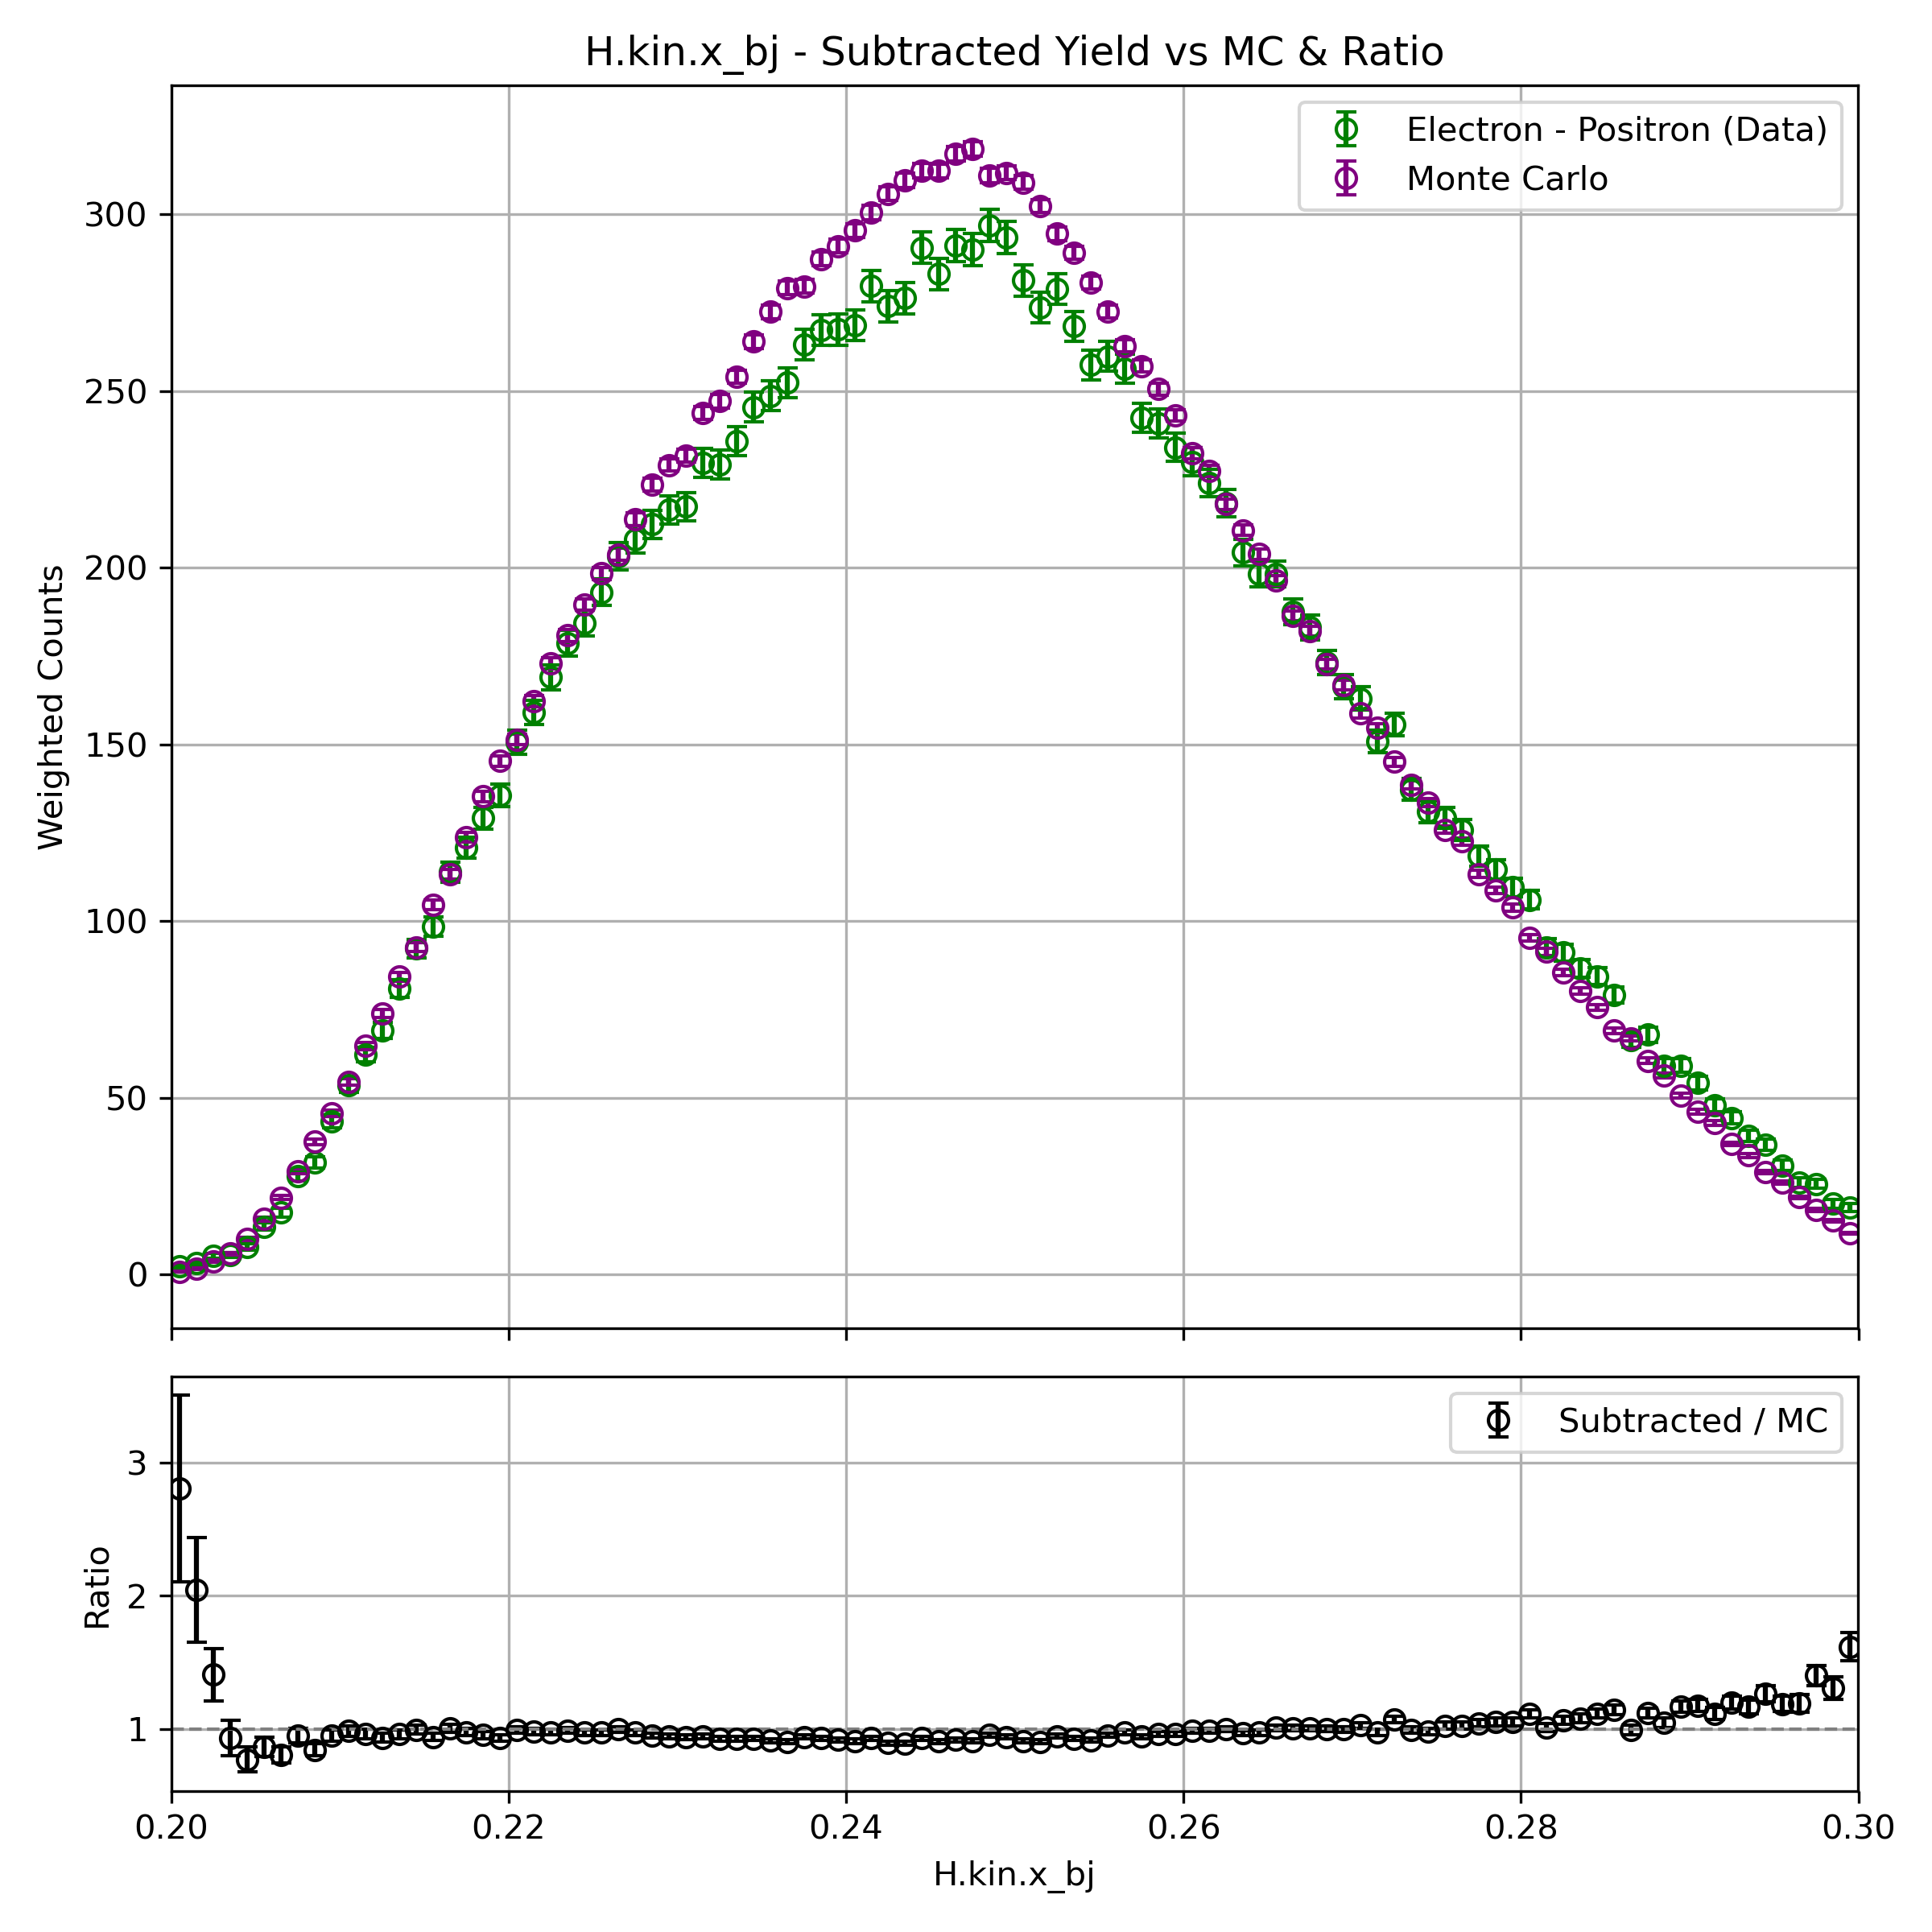 H.kin.x_bj - Subtracted Yield vs MC & Ratio
Electron - Positron (Data)
Monte Carlo
Weighted Counts
300
250
200
150
100
50
0
Subtracted / MC
Ratio
3
2
1
0.20 0.22 0.24 0.26 0.28 0.30
H.kin.x_bj